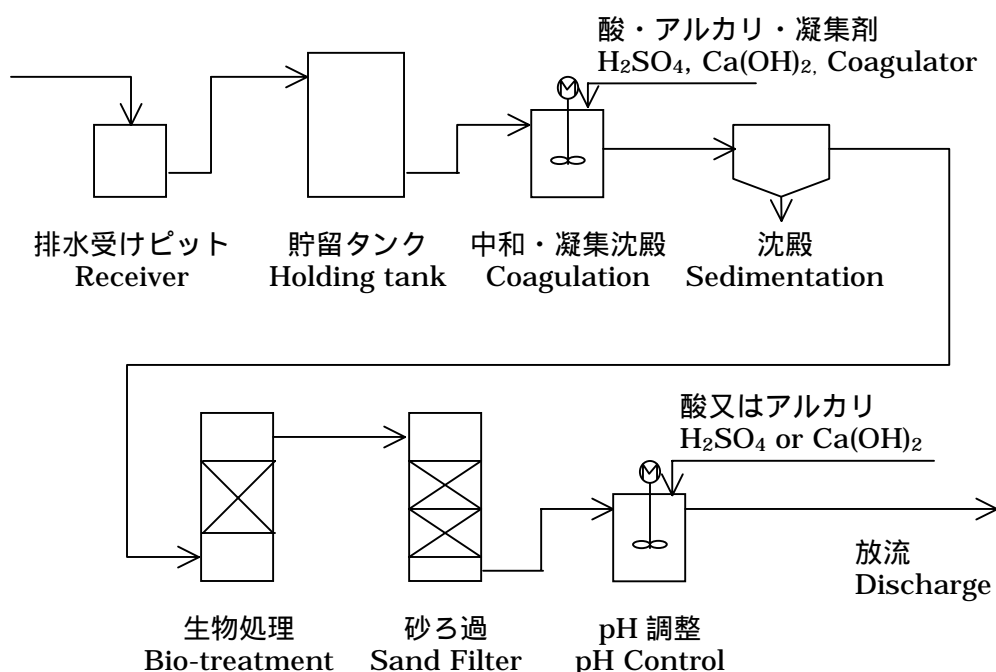 酸・アルカリ・凝集剤
H₂SO₄, Ca(OH)₂, Coagulator
M
排水受けピット
Receiver
貯留タンク
Holding tank
中和・凝集沈殿
Coagulation
沈殿
Sedimentation
酸又はアルカリ
H₂SO₄ or Ca(OH)₂
M
放流
Discharge
生物処理
Bio-treatment
砂ろ過
Sand Filter
pH 調整
pH Control